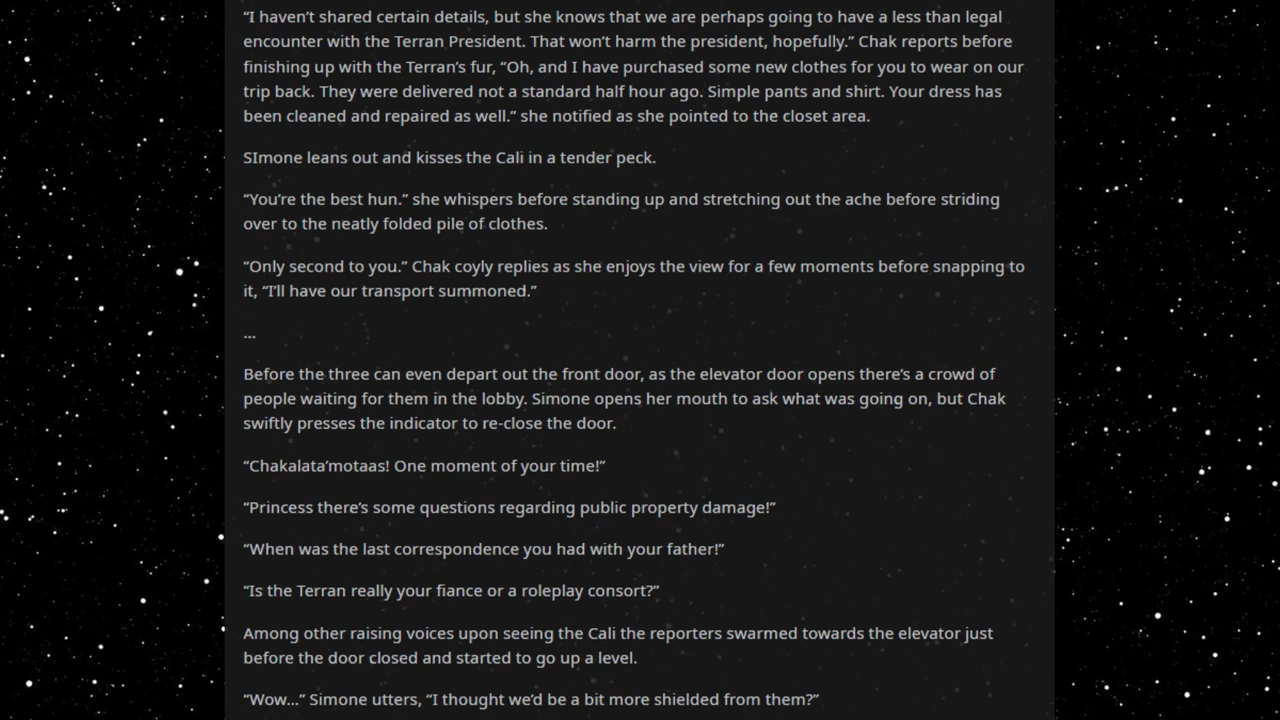 “I haven’t shared certain details, but she knows that we are perhaps going to have a less than legal
encounter with the Terran President. That won’t harm the president, hopefully.” Chak reports before
finishing up with the Terran’s fur, “Oh, and I have purchased some new clothes for you to wear on our
trip back. They were delivered not a standard half hour ago. Simple pants and shirt. Your dress has
been cleaned and repaired as well.” she notified as she pointed to the closet area.
SImone leans out and kisses the Cali in a tender peck.
“You’re the best hun.” she whispers before standing up and stretching out the ache before striding
over to the neatly folded pile of clothes.
“Only second to you.” Chak coyly replies as she enjoys the view for a few moments before snapping to
it, “I’ll have our transport summoned.”
…
Before the three can even depart out the front door, as the elevator door opens there’s a crowd of
people waiting for them in the lobby. Simone opens her mouth to ask what was going on, but Chak
swiftly presses the indicator to re-close the door.
“Chakalata’motaas! One moment of your time!”
“Princess there’s some questions regarding public property damage!”
“When was the last correspondence you had with your father!”
“Is the Terran really your fiance or a roleplay consort?”
Among other raising voices upon seeing the Cali the reporters swarmed towards the elevator just
before the door closed and started to go up a level.
“Wow…” Simone utters, “I thought we’d be a bit more shielded from them?”